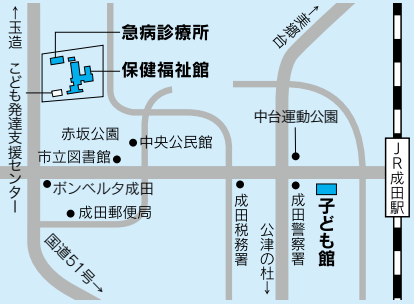 ←玉造
急病診療所
↑美郷台
保健福祉館
こども発達支援センター
中台運動公園
赤坂公園
中央公民館
市立図書館
ＪＲ成田駅
ボンベルタ成田
成田郵便局
成田税務署
公津の杜→
成田警察署
子ども館
国道51号→